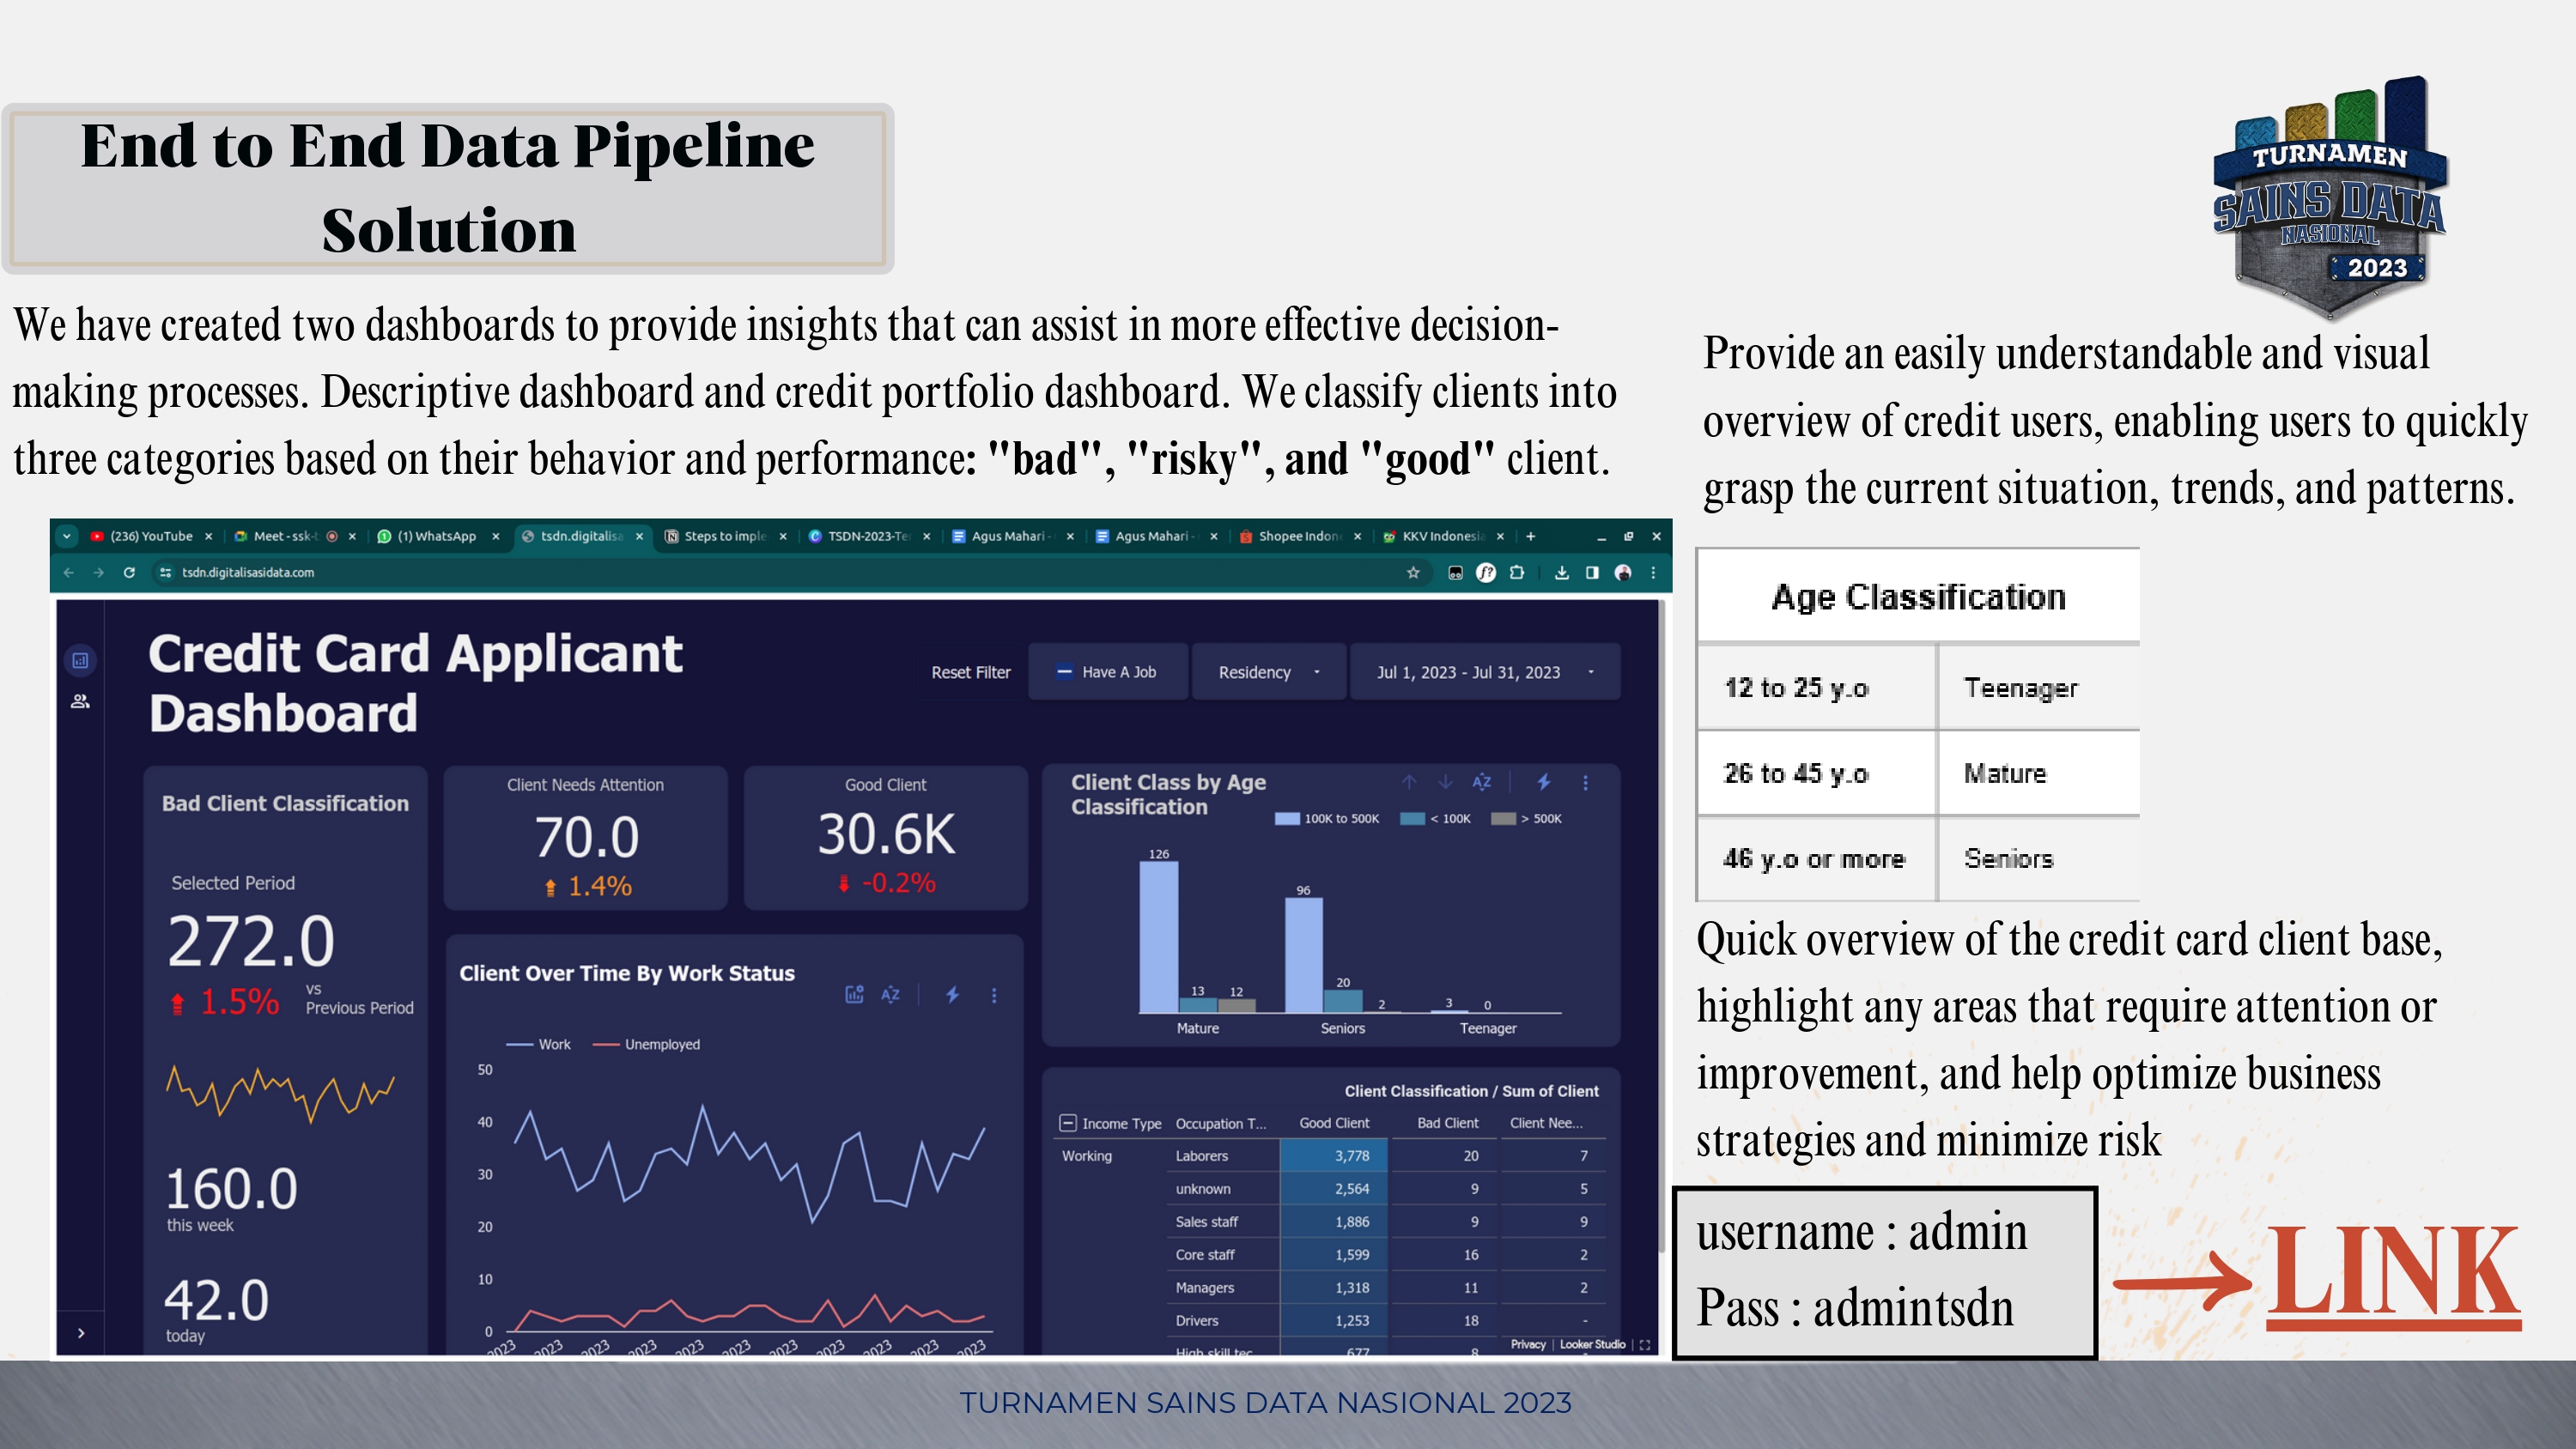 End to End Data Pipeline
Solution
TURNAMEN
SAINS DATA
NASIONAL
2023
We have created two dashboards to provide insights that can assist in more effective decision-
making processes. Descriptive dashboard and credit portfolio dashboard. We classify clients into
three categories based on their behavior and performance: "bad", "risky", and "good" client.
Provide an easily understandable and visual
overview of credit users, enabling users to quickly
grasp the current situation, trends, and patterns.
(236) YouTube
Meet - ssk-t
(1) WhatsApp
tsdn.digitalisa
Steps to imple
TSDN-2023-Te
Agus Mahari -
Agus Mahari -
Shopee Indon
KKV Indonesia
tsdn.digitalisasidata.com
Credit Card Applicant
Dashboard
Reset Filter
Have A Job
Residency
Jul 1, 2023 - Jul 31, 2023
Bad Client Classification
Selected Period
272.0
1.5%
vs
Previous Period
160.0
this week
42.0
today
Client Needs Attention
70.0
1.4%
Good Client
30.6K
-0.2%
Client Over Time By Work Status
Work
Unemployed
50
40
30
20
10
0
2023 2023 2023 2023 2023 2023 2023 2023 2023 2023 2023
Client Class by Age
Classification
100K to 500K
< 100K
> 500K
126
13
12
96
20
2
3
0
Mature
Seniors
Teenager
Client Classification / Sum of Client
Income Type Occupation T... Good Client Bad Client Client Nee...
Working Laborers 3,778 20 7
unknown 2,564 9 5
Sales staff 1,886 9 9
Core staff 1,599 16 2
Managers 1,318 11 2
Drivers 1,253 18 -
High skill tec 677 8
Privacy
Looker Studio
Age Classification
12 to 25 y.o Teenager
26 to 45 y.o Mature
46 y.o or more Seniors
Quick overview of the credit card client base,
highlight any areas that require attention or
improvement, and help optimize business
strategies and minimize risk
username : admin
Pass : admintsdn
LINK
TURNAMEN SAINS DATA NASIONAL 2023